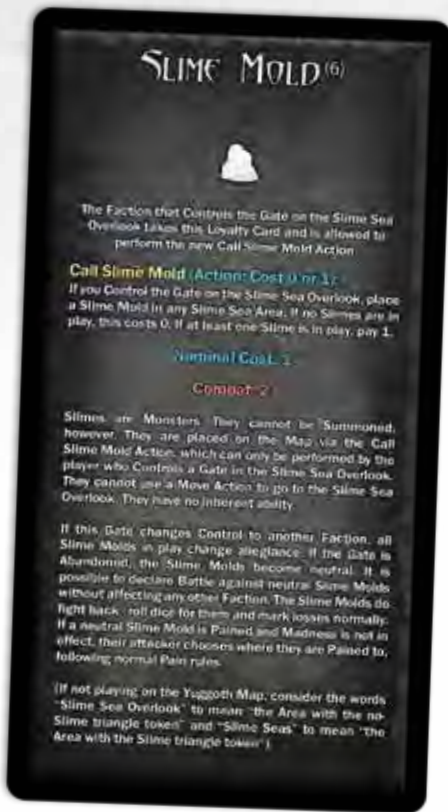 SLIME MOLD (6)
The Faction that Controls the Gate on the Slime Sea
Overlook takes this Loyalty Card and is allowed to
perform the new Call Slime Mold Action
Call Slime Mold (Action: Cost 0 or 1):
If you Control the Gate on the Slime Sea Overlook, place
a Slime Mold in any Slime Sea Area. If no Slimes are in
play, this costs 0. If at least one Slime is in play, pay 1.
Nominal Cost: 1
Combat: 2
Slimes are Monsters. They cannot be Summoned,
however. They are placed on the Map via the Call
Slime Mold Action, which can only be performed by the
player who Controls a Gate in the Slime Sea Overlook.
They cannot use a Move Action to go to the Slime Sea
Overlook. They have no inherent ability.
If this Gate changes Control to another Faction, all
Slime Molds in play change allegiance. If the Gate is
Abandoned, the Slime Molds become neutral. It is
possible to declare Battle against neutral Slime Molds
without affecting any other Faction. The Slime Molds do
fight back; roll dice for them and mark losses normally.
If a neutral Slime Mold is Pained and Madness is not in
effect, their attacker chooses where they are Pained to,
following normal Pain rules.
(If not playing on the Yuggoth Map, consider the words
"Slime Sea Overlook" to mean "the Area with the no-
Slime triangle token" and "Slime Seas" to mean "the
Area with the Slime triangle token")